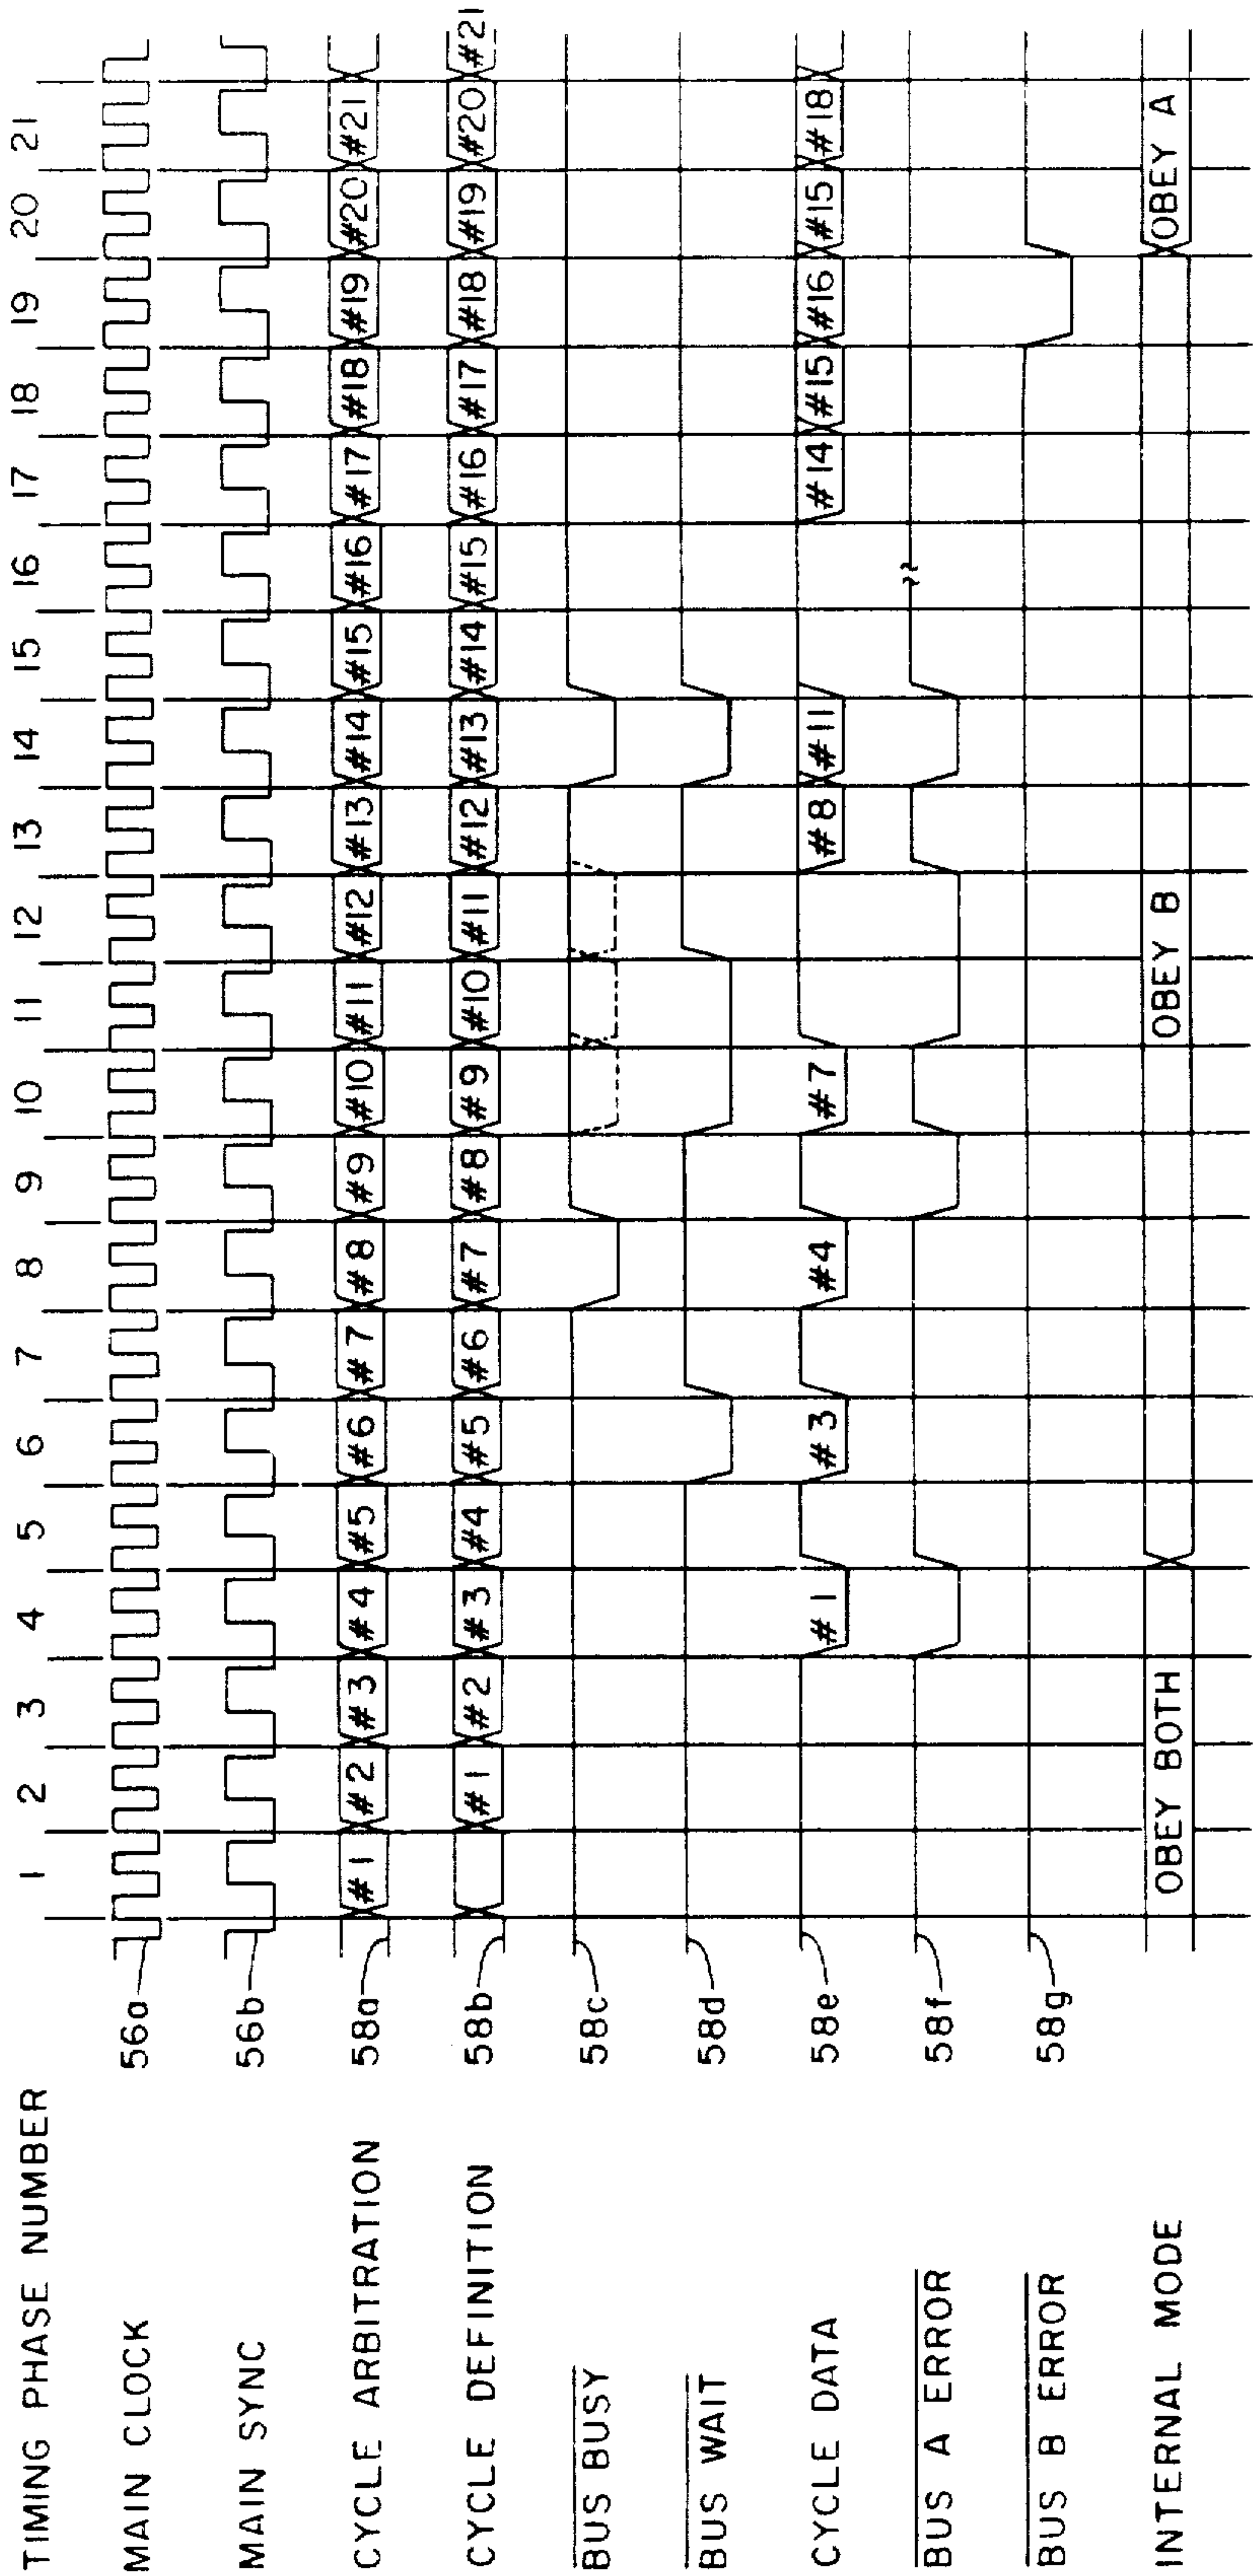 TIMING PHASE NUMBER 1 2 3 4 5 6 7 8 9 10 11 12 13 14 15 16 17 18 19 20 21
MAIN CLOCK 56a
MAIN SYNC 56b
CYCLE ARBITRATION 58a #1 #2 #3 #4 #5 #6 #7 #8 #9 #10 #11 #12 #13 #14 #15 #16 #17 #18 #19 #20 #21
CYCLE DEFINITION 58b #1 #2 #3 #4 #5 #6 #7 #8 #9 #10 #11 #12 #13 #14 #15 #16 #17 #18 #19 #20 #21
BUS BUSY 58c
BUS WAIT 58d
CYCLE DATA 58e #1 #3 #4 #7 #8 #11 #14 #15 #16 #15 #18
BUS A ERROR 58f
BUS B ERROR 58g
INTERNAL MODE OBEY BOTH OBEY B OBEY A